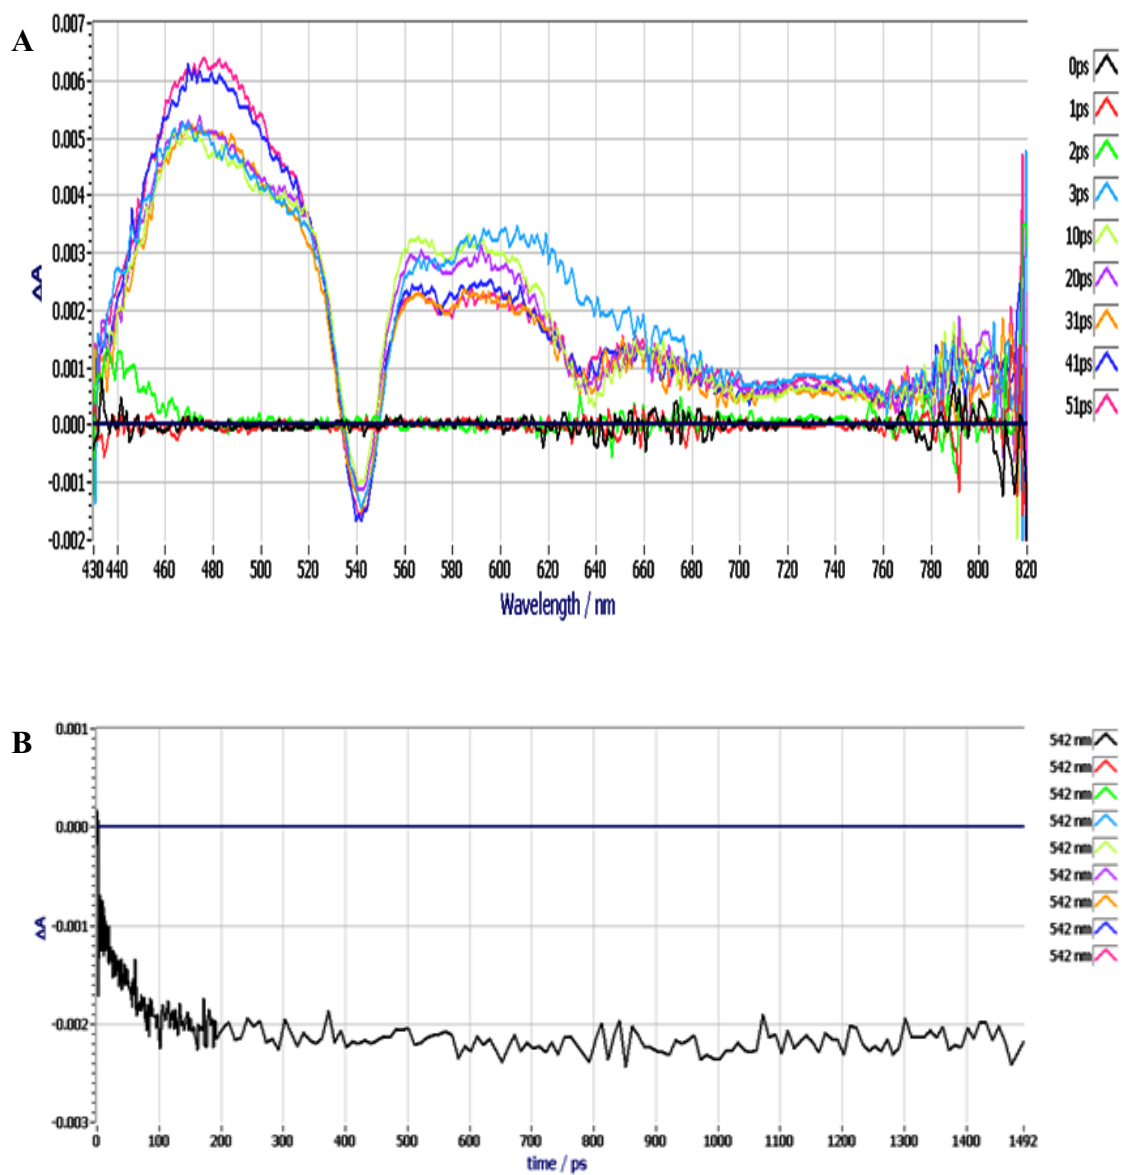 A
0.007
0.006
0.005
0.004
0.003
0.002
0.001
0.000
-0.001
-0.002
ΔA
430 440 460 480 500 520 540 560 580 600 620 640 660 680 700 720 740 760 780 800 820
Wavelength / nm
0ps
1ps
2ps
3ps
10ps
20ps
31ps
41ps
51ps
B
0.001
0.000
-0.001
-0.002
-0.003
ΔA
0 100 200 300 400 500 600 700 800 900 1000 1100 1200 1300 1400 1492
time / ps
542 nm
542 nm
542 nm
542 nm
542 nm
542 nm
542 nm
542 nm
542 nm